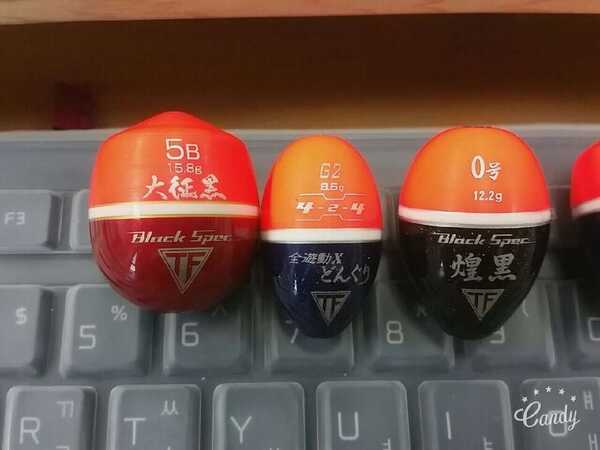 5B
15.8g
大征黒
Black Spec
TF
G2
8.6g
4-2-4
全遊動X
どんぐり
TF
0号
12.2g
Black Spec
煌黒
TF
F3
5
%
6
7
8
9
R
T
Y
U
Candy